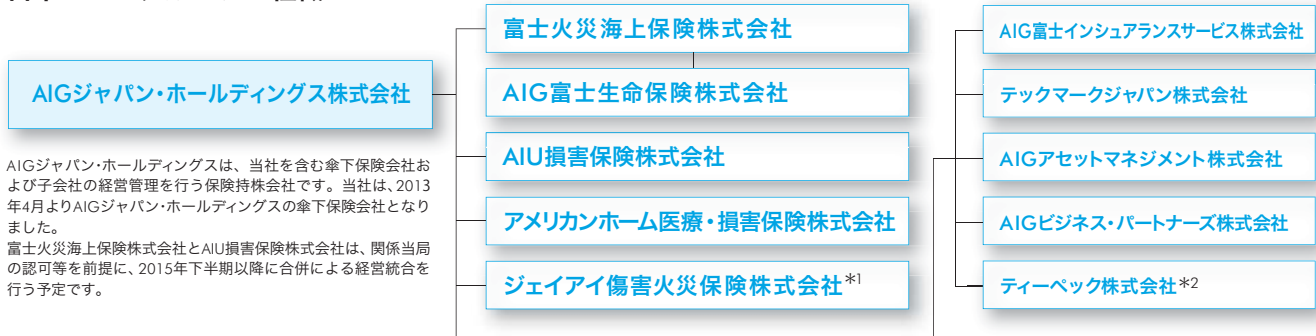 AIGジャパン・ホールディングス株式会社
AIGジャパン・ホールディングスは、当社を含む傘下保険会社お
よび子会社の経営管理を行う保険持株会社です。当社は、2013
年4月よりAIGジャパン・ホールディングスの傘下保険会社となり
ました。
富士火災海上保険株式会社とAIU損害保険株式会社は、関係当局
の認可等を前提に、2015年下半期以降に合併による経営統合を
行う予定です。
富士火災海上保険株式会社
AIG富士生命保険株式会社
AIU損害保険株式会社
アメリカンホーム医療・損害保険株式会社
ジェイアイ傷害火災保険株式会社*1
AIG富士インシュアランスサービス株式会社
テックマークジャパン株式会社
AIGアセットマネジメント株式会社
AIGビジネス・パートナーズ株式会社
ティーペック株式会社*2